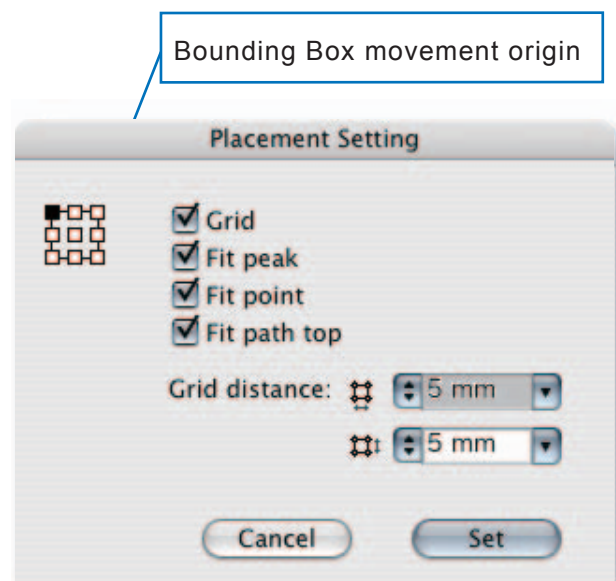 Bounding Box movement origin
Placement Setting
Grid
Fit peak
Fit point
Fit path top
Grid distance: 5 mm
5 mm
Cancel Set